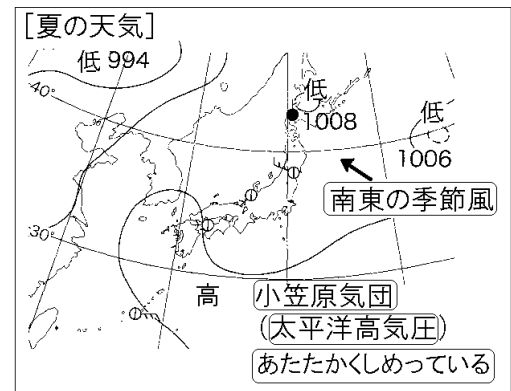 [夏の天気]
低 994
40°
低
1008
低
1006
南東の季節風
30°
高
小笠原気団
(太平洋高気圧)
あたたかくしめっている